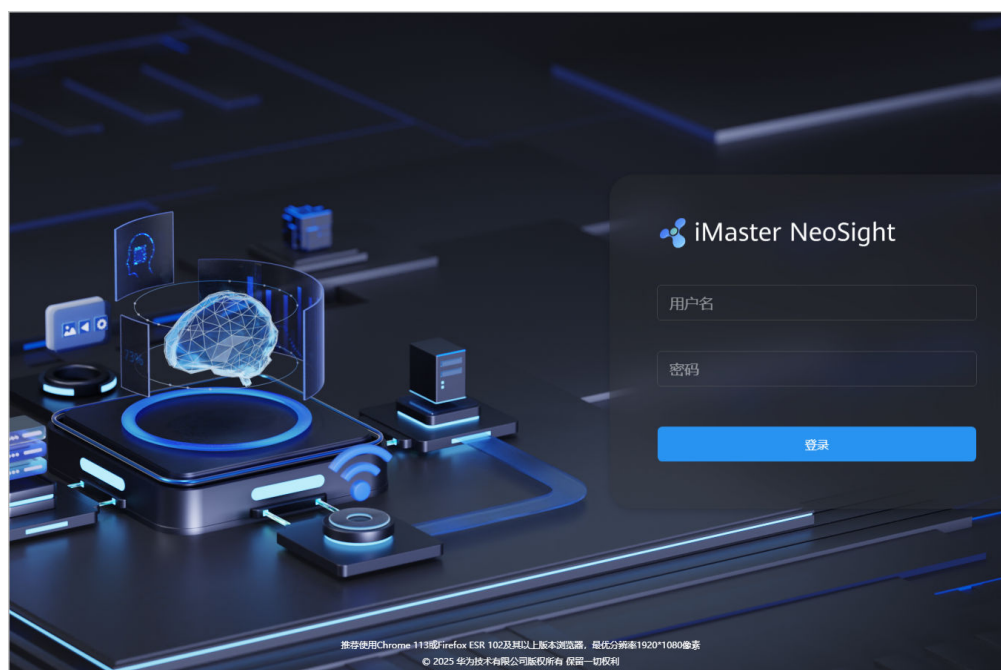 iMaster NeoSight
用户名
密码
登录
推荐使用Chrome 113或Firefox ESR 102及其以上版本浏览器，最优分辨率1920*1080像素
© 2025 华为技术有限公司版权所有 保留一切权利